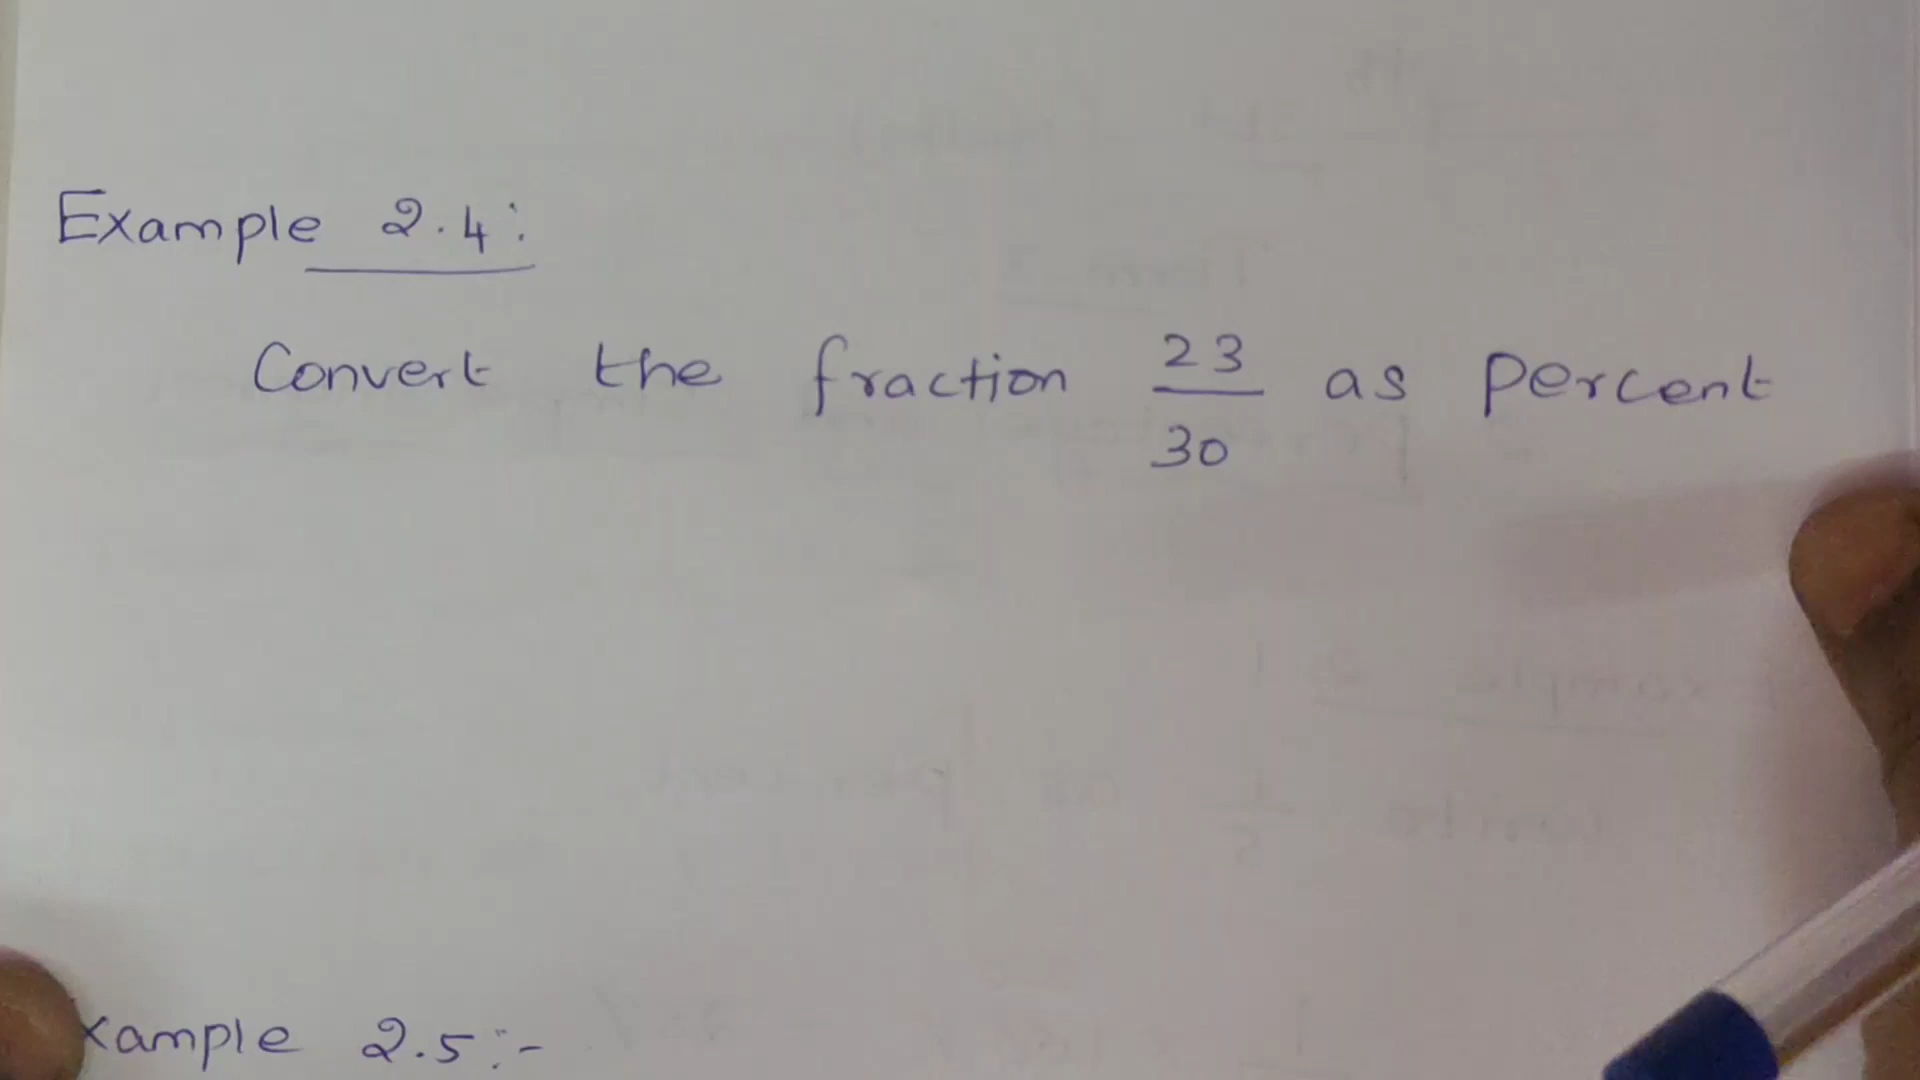 Example 2.4:
Convert the fraction 23/30 as percent
xample 2.5:-